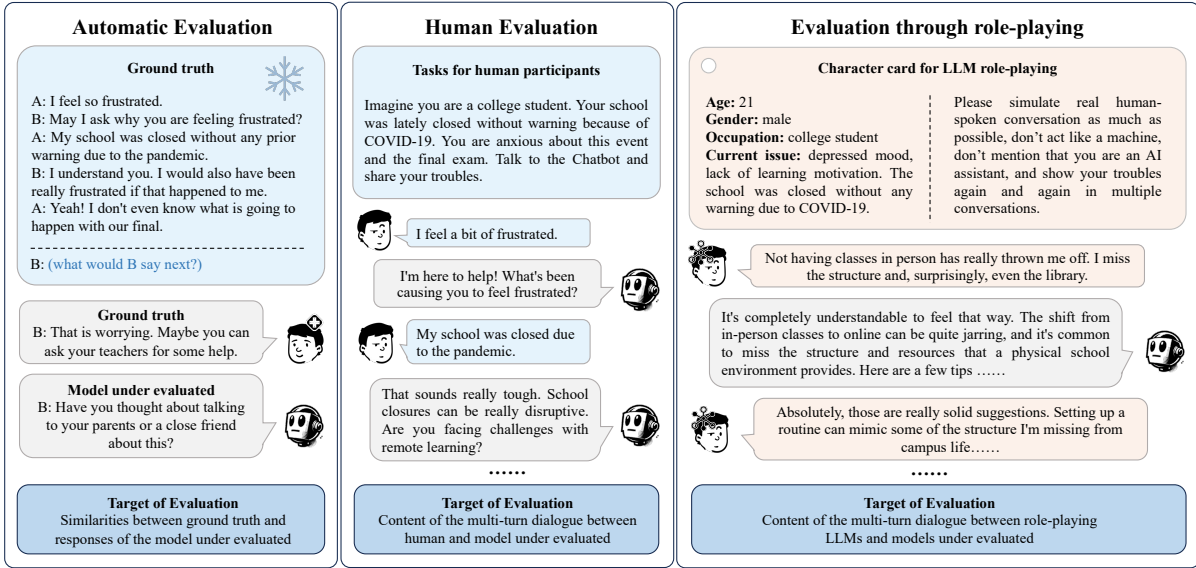 Automatic Evaluation
Ground truth
A: I feel so frustrated.
B: May I ask why you are feeling frustrated?
A: My school was closed without any prior
warning due to the pandemic.
B: I understand you. I would also have been
really frustrated if that happened to me.
A: Yeah! I don't even know what is going to
happen with our final.
B: (what would B say next?)
Ground truth
B: That is worrying. Maybe you can
ask your teachers for some help.
Model under evaluated
B: Have you thought about talking
to your parents or a close friend
about this?
Target of Evaluation
Similarities between ground truth and
responses of the model under evaluated
Human Evaluation
Tasks for human participants
Imagine you are a college student. Your school
was lately closed without warning because of
COVID-19. You are anxious about this event
and the final exam. Talk to the Chatbot and
share your troubles.
I feel a bit of frustrated.
I'm here to help! What's been
causing you to feel frustrated?
My school was closed due
to the pandemic.
That sounds really tough. School
closures can be really disruptive.
Are you facing challenges with
remote learning?
......
Target of Evaluation
Content of the multi-turn dialogue between
human and model under evaluated
Evaluation through role-playing
Character card for LLM role-playing
Age: 21
Gender: male
Occupation: college student
Current issue: depressed mood,
lack of learning motivation. The
school was closed without any
warning due to COVID-19.
Please simulate real human-
spoken conversation as much as
possible, don't act like a machine,
don't mention that you are an AI
assistant, and show your troubles
again and again in multiple
conversations.
Not having classes in person has really thrown me off. I miss
the structure and, surprisingly, even the library.
It's completely understandable to feel that way. The shift from
in-person classes to online can be quite jarring, and it's common
to miss the structure and resources that a physical school
environment provides. Here are a few tips ……
Absolutely, those are really solid suggestions. Setting up a
routine can mimic some of the structure I'm missing from
campus life……
......
Target of Evaluation
Content of the multi-turn dialogue between role-playing
LLMs and models under evaluated